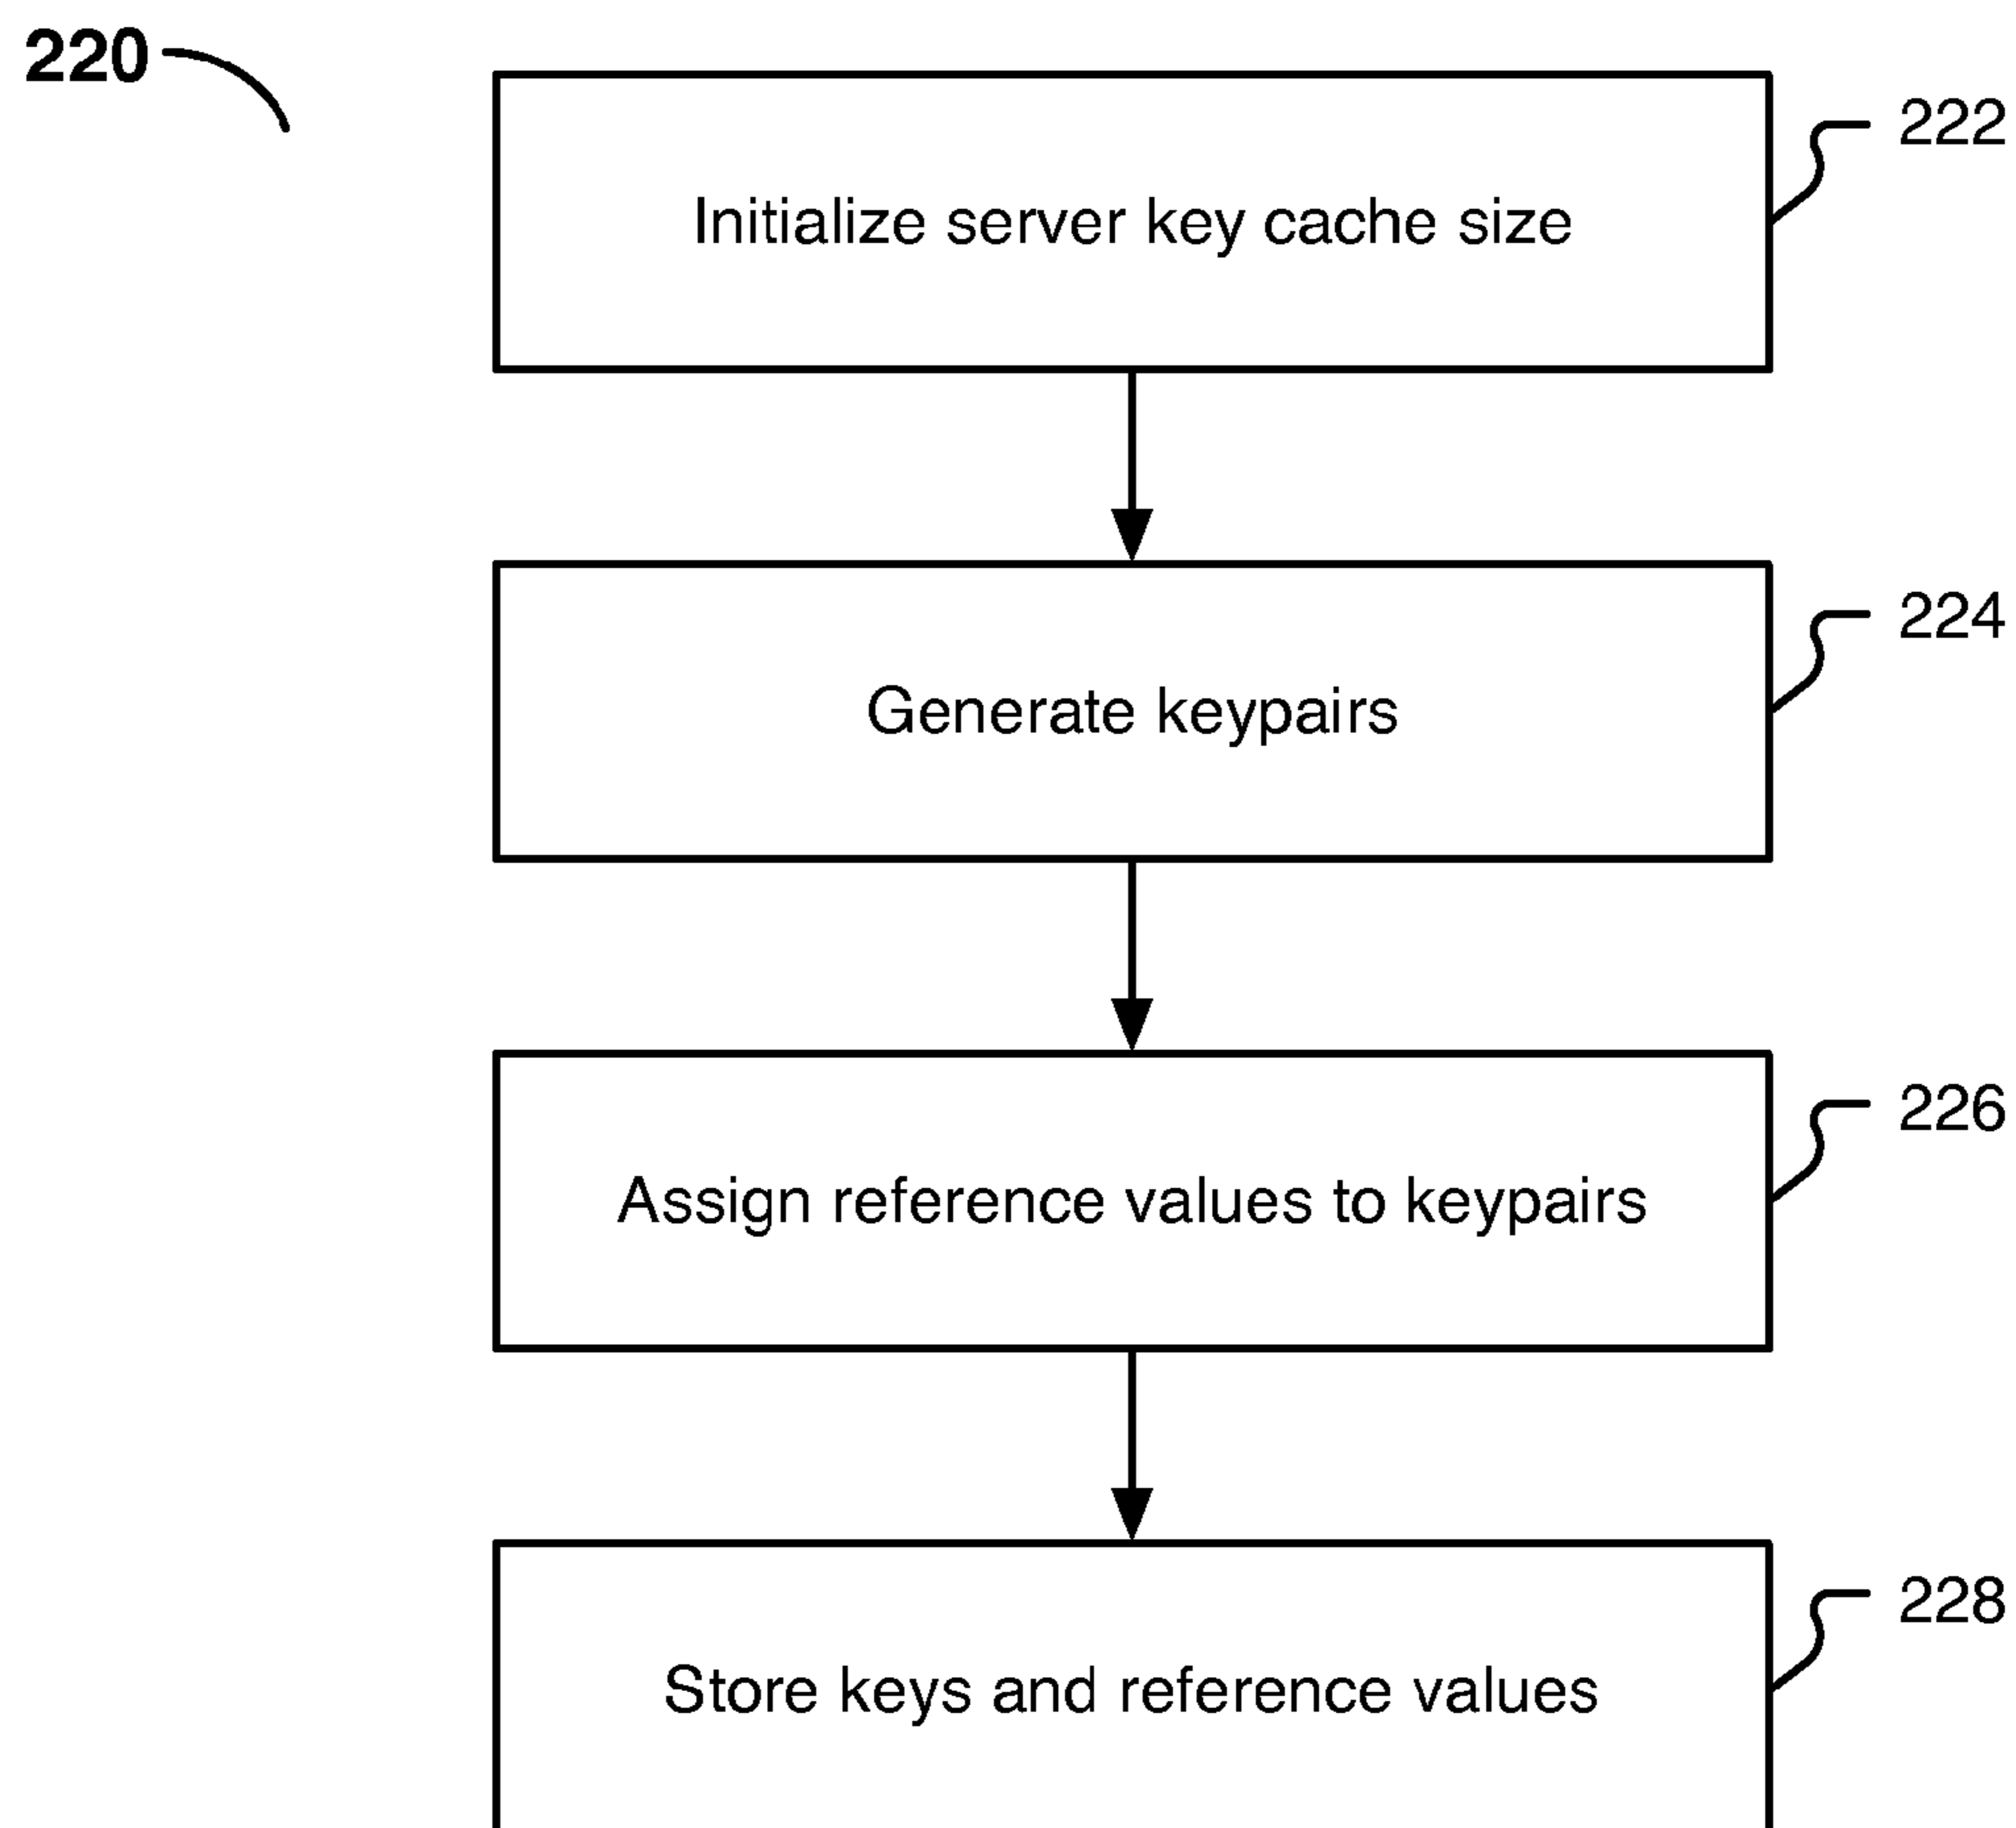 220
222
Initialize server key cache size
224
Generate keypairs
226
Assign reference values to keypairs
228
Store keys and reference values